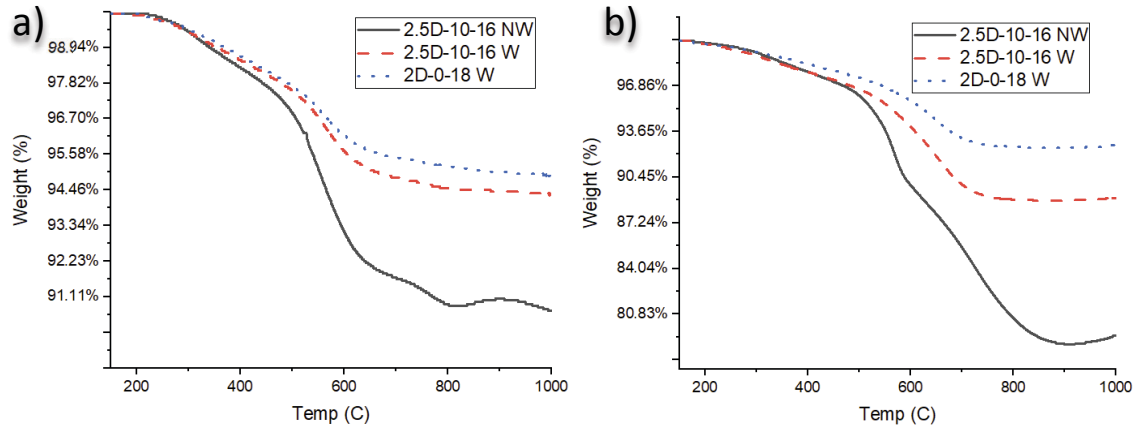 a)
2.5D-10-16 NW
2.5D-10-16 W
2D-0-18 W
98.94%
97.82%
96.70%
95.58%
94.46%
93.34%
92.23%
91.11%
Weight (%)
200
400
600
800
1000
Temp (C)
b)
2.5D-10-16 NW
2.5D-10-16 W
2D-0-18 W
96.86%
93.65%
90.45%
87.24%
84.04%
80.83%
Weight (%)
200
400
600
800
1000
Temp (C)